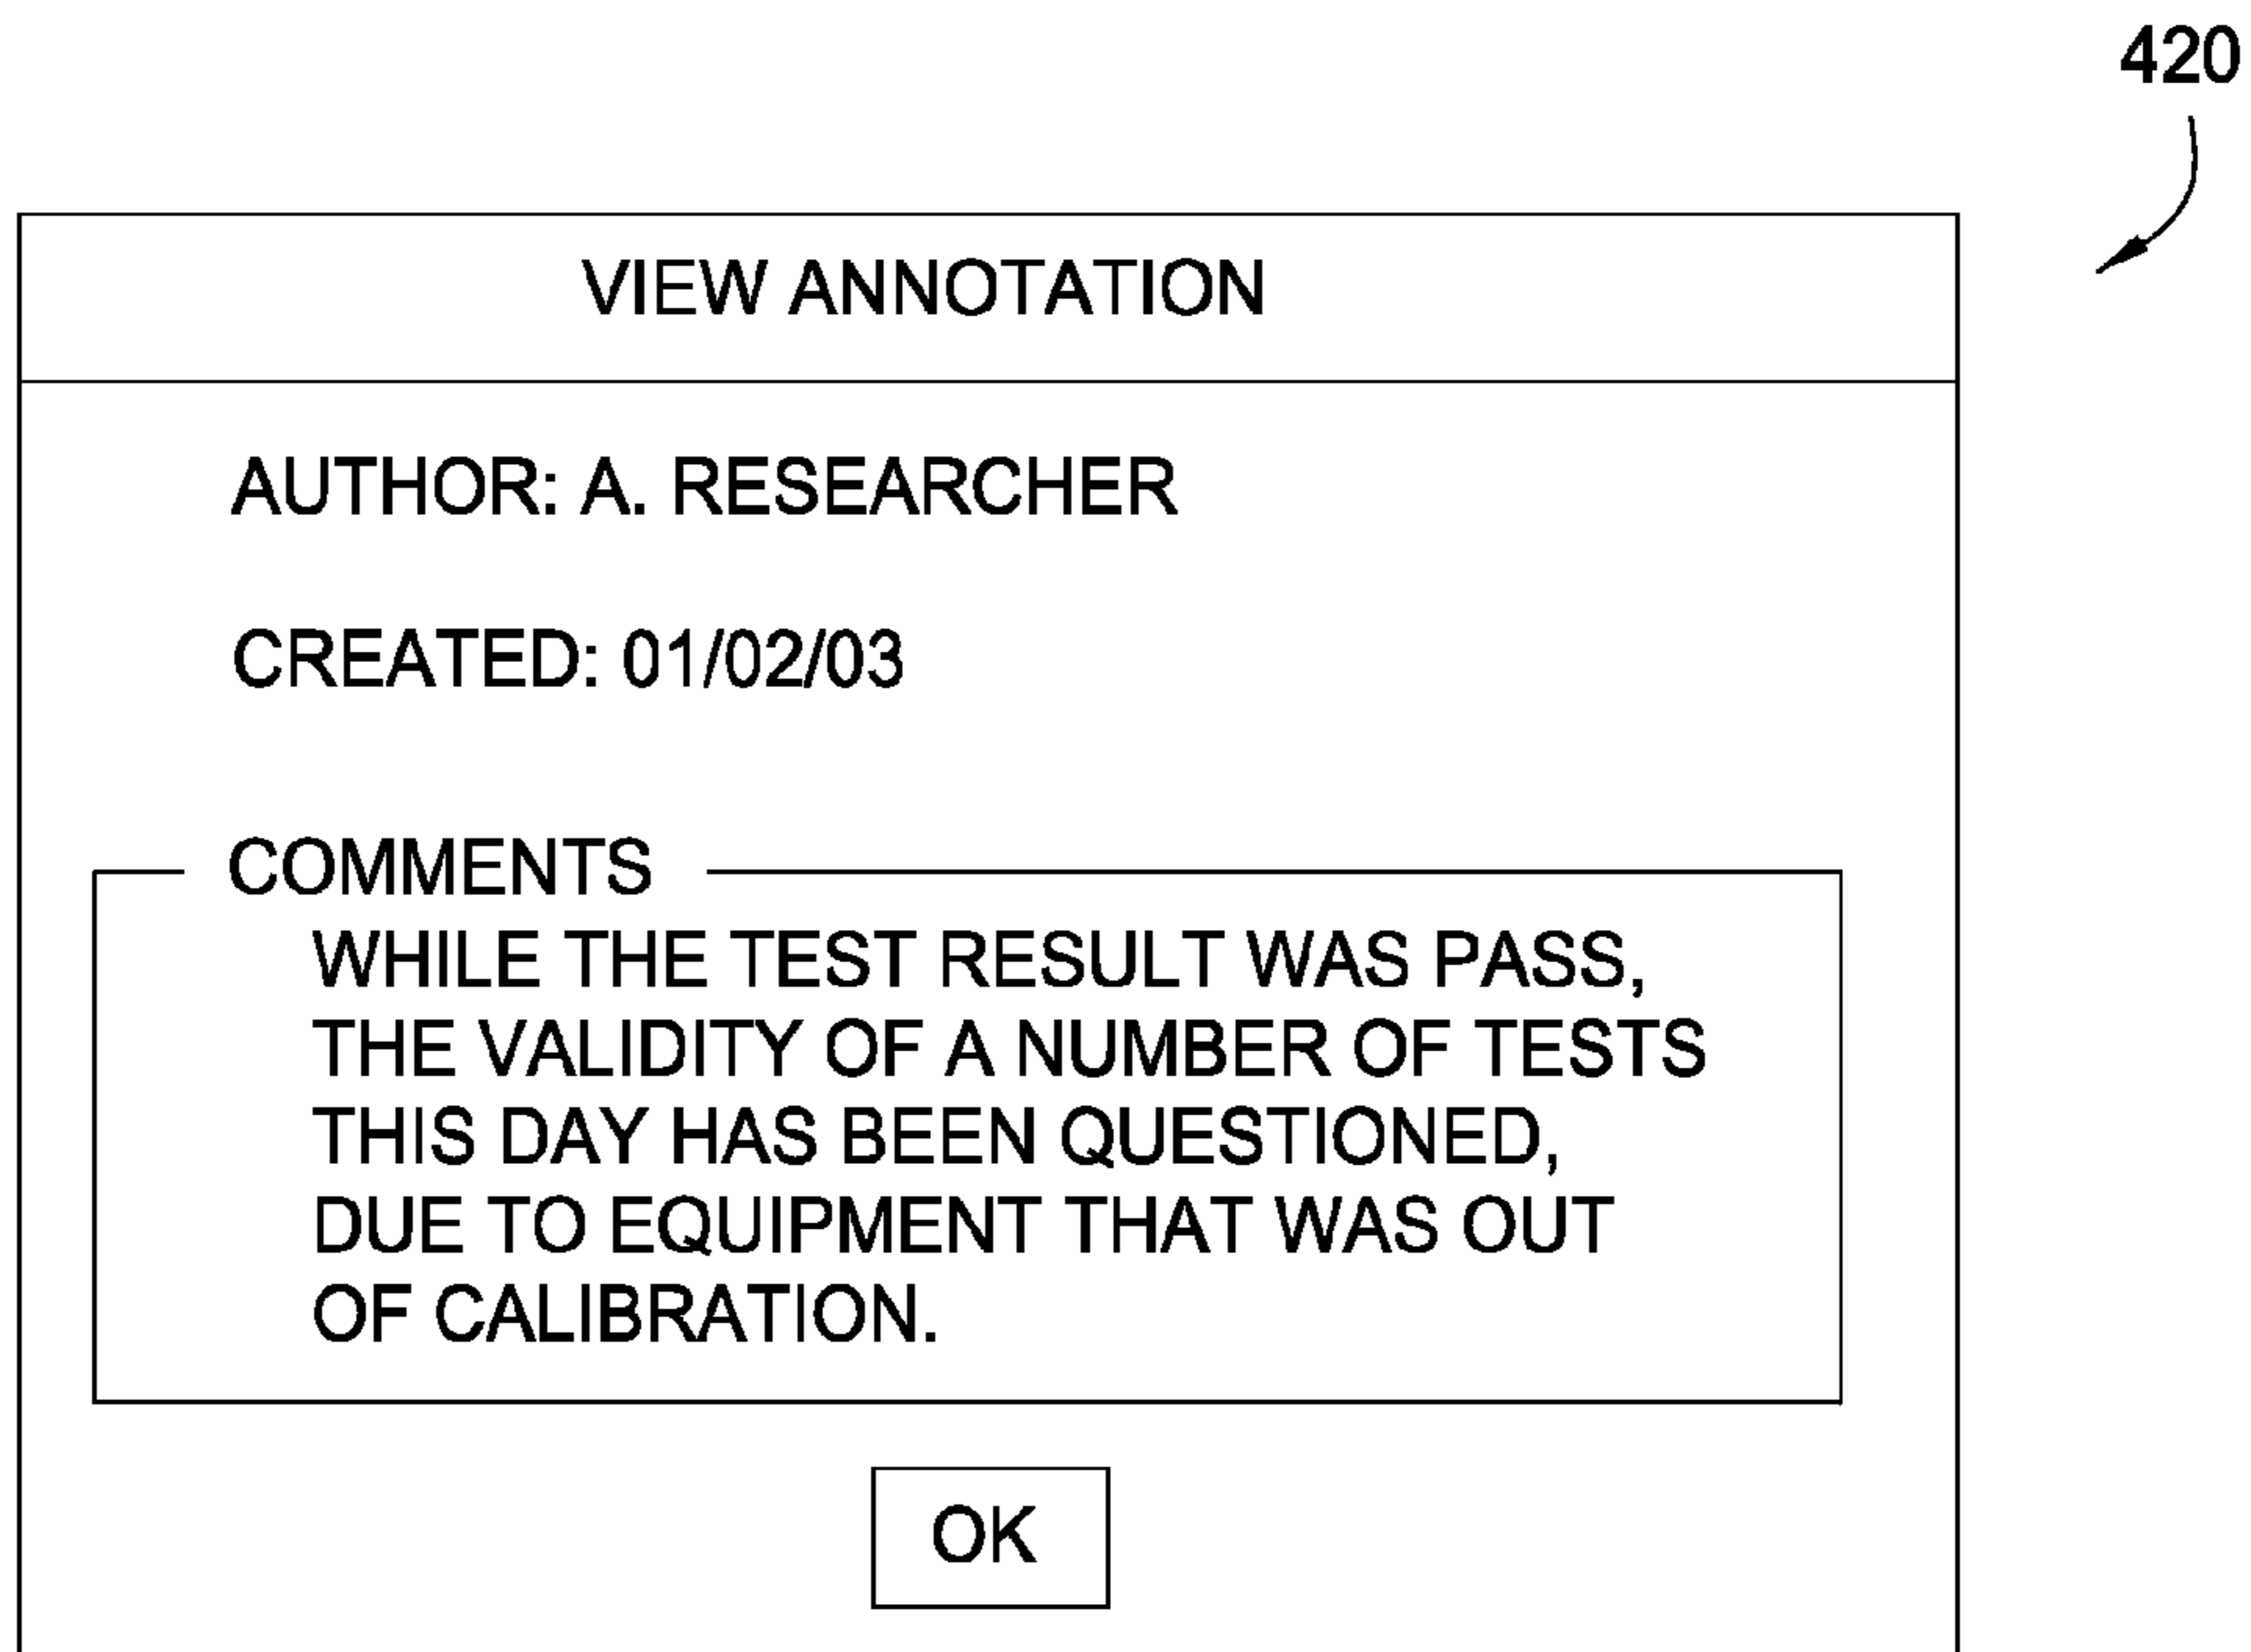 420
VIEW ANNOTATION
AUTHOR: A. RESEARCHER
CREATED: 01/02/03
COMMENTS
WHILE THE TEST RESULT WAS PASS,
THE VALIDITY OF A NUMBER OF TESTS
THIS DAY HAS BEEN QUESTIONED,
DUE TO EQUIPMENT THAT WAS OUT
OF CALIBRATION.
OK